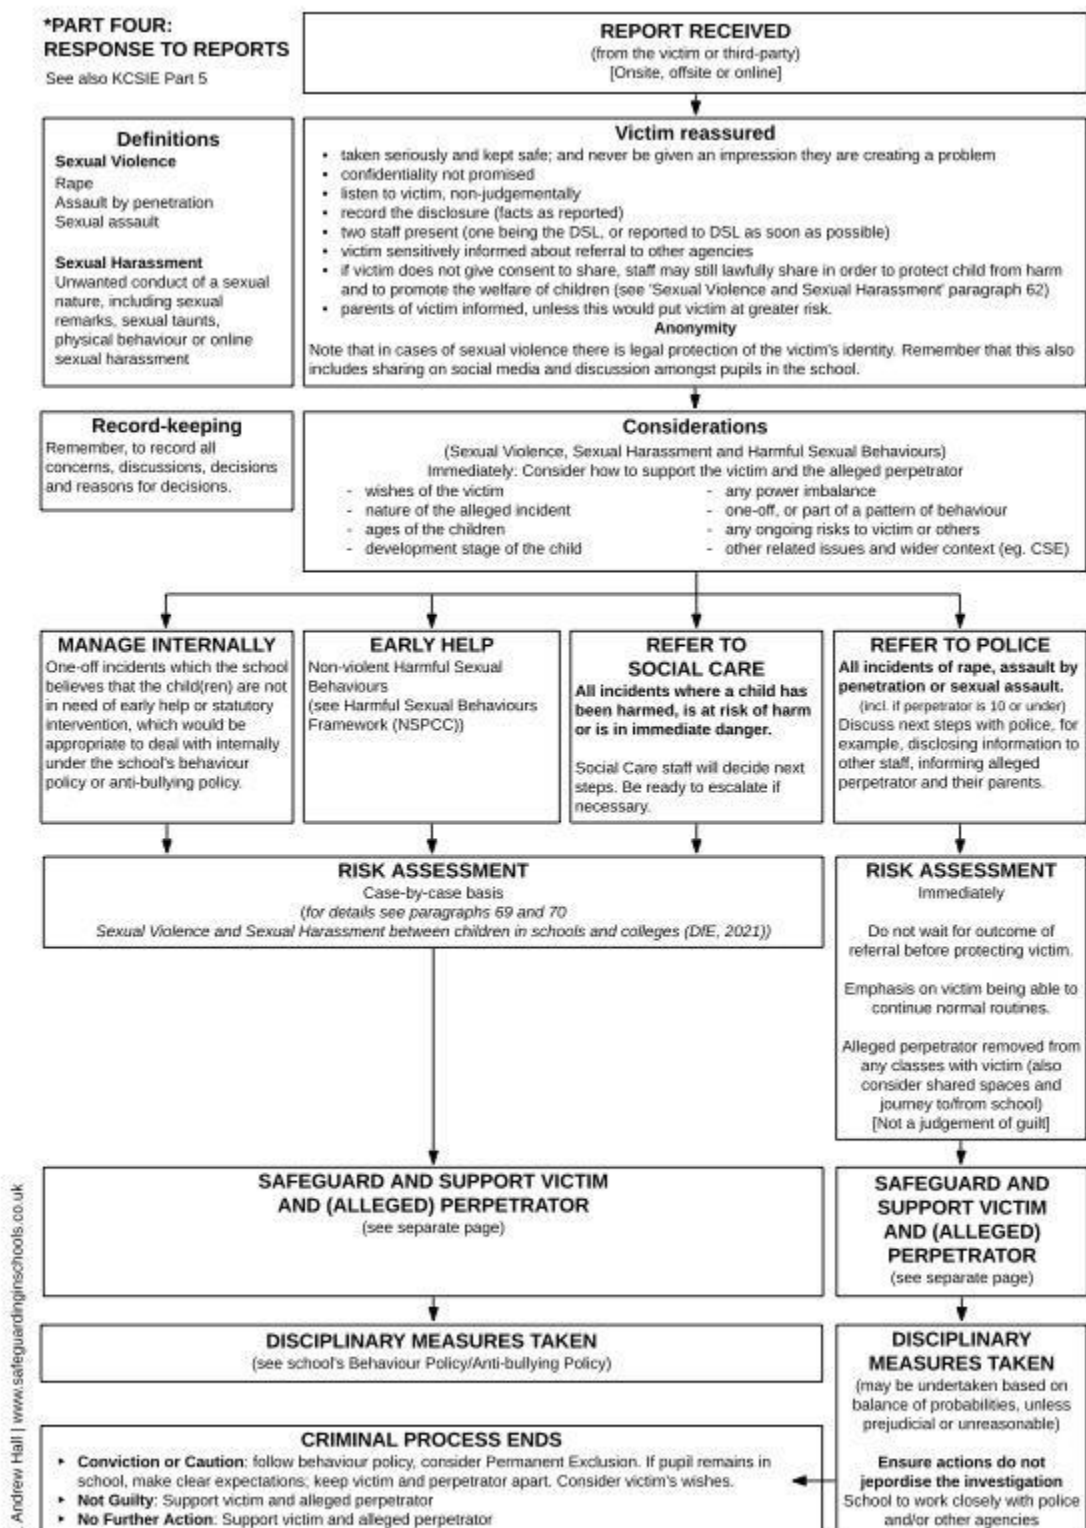 *PART FOUR:
RESPONSE TO REPORTS
See also KCSIE Part 5
REPORT RECEIVED
(from the victim or third-party)
[Onsite, offsite or online]
Definitions
Sexual Violence
Rape
Assault by penetration
Sexual assault
Sexual Harassment
Unwanted conduct of a sexual
nature, including sexual
remarks, sexual taunts,
physical behaviour or online
sexual harassment
Victim reassured
• taken seriously and kept safe; and never be given an impression they are creating a problem
• confidentiality not promised
• listen to victim, non-judgementally
• record the disclosure (facts as reported)
• two staff present (one being the DSL, or reported to DSL as soon as possible)
• victim sensitively informed about referral to other agencies
• if victim does not give consent to share, staff may still lawfully share in order to protect child from harm
and to promote the welfare of children (see 'Sexual Violence and Sexual Harassment' paragraph 62)
• parents of victim informed, unless this would put victim at greater risk.
Anonymity
Note that in cases of sexual violence there is legal protection of the victim's identity. Remember that this also
includes sharing on social media and discussion amongst pupils in the school.
Record-keeping
Remember, to record all
concerns, discussions, decisions
and reasons for decisions.
Considerations
(Sexual Violence, Sexual Harassment and Harmful Sexual Behaviours)
Immediately: Consider how to support the victim and the alleged perpetrator
- wishes of the victim
- nature of the alleged incident
- ages of the children
- development stage of the child
- any power imbalance
- one-off, or part of a pattern of behaviour
- any ongoing risks to victim or others
- other related issues and wider context (eg. CSE)
MANAGE INTERNALLY
One-off incidents which the school
believes that the child(ren) are not
in need of early help or statutory
intervention, which would be
appropriate to deal with internally
under the school's behaviour
policy or anti-bullying policy.
EARLY HELP
Non-violent Harmful Sexual
Behaviours
(see Harmful Sexual Behaviours
Framework (NSPCC))
REFER TO
SOCIAL CARE
All incidents where a child has
been harmed, is at risk of harm
or is in immediate danger.
Social Care staff will decide next
steps. Be ready to escalate if
necessary.
REFER TO POLICE
All incidents of rape, assault by
penetration or sexual assault.
(incl. if perpetrator is 10 or under)
Discuss next steps with police, for
example, disclosing information to
other staff, informing alleged
perpetrator and their parents.
RISK ASSESSMENT
Case-by-case basis
(for details see paragraphs 69 and 70
Sexual Violence and Sexual Harassment between children in schools and colleges (DfE, 2021))
RISK ASSESSMENT
Immediately
Do not wait for outcome of
referral before protecting victim.
Emphasis on victim being able to
continue normal routines.
Alleged perpetrator removed from
any classes with victim (also
consider shared spaces and
journey to/from school)
[Not a judgement of guilt]
SAFEGUARD AND SUPPORT VICTIM
AND (ALLEGED) PERPETRATOR
(see separate page)
SAFEGUARD AND
SUPPORT VICTIM
AND (ALLEGED)
PERPETRATOR
(see separate page)
DISCIPLINARY MEASURES TAKEN
(see school's Behaviour Policy/Anti-bullying Policy)
DISCIPLINARY
MEASURES TAKEN
(may be undertaken based on
balance of probabilities, unless
prejudicial or unreasonable)
Ensure actions do not
jepordise the investigation
School to work closely with police
and/or other agencies
CRIMINAL PROCESS ENDS
‣ Conviction or Caution: follow behaviour policy, consider Permanent Exclusion. If pupil remains in
school, make clear expectations; keep victim and perpetrator apart. Consider victim's wishes.
‣ Not Guilty: Support victim and alleged perpetrator
‣ No Further Action: Support victim and alleged perpetrator
Andrew Hall | www.safeguardinginschools.co.uk